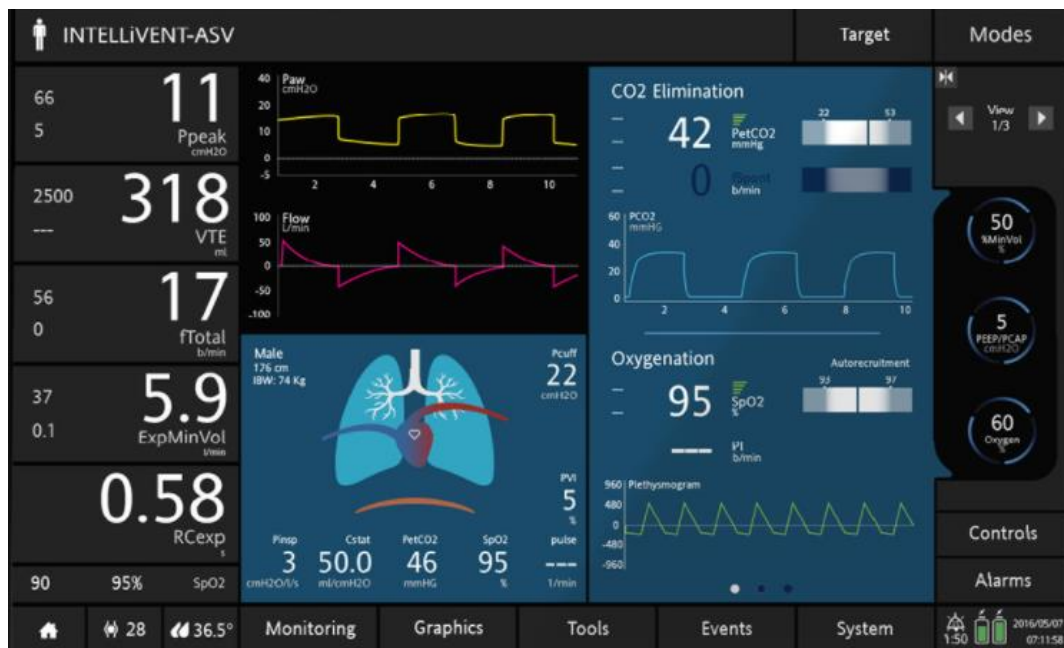 INTELLiVENT-ASV
Target
Modes
66
5
11
Ppeak
cmH2O
2500
---
318
VTE
ml
56
0
17
fTotal
b/min
37
0.1
5.9
ExpMinVol
l/min
0.58
RCexp
s
90 95% SpO2
Paw
cmH2O
40
20
10
0
-5
2 4 6 8 10
Flow
L/min
100
50
0
-50
-100
Male
176 cm
IBW: 74 Kg
Pcuff
22
cmH2O
PVI
5
%
Pinsp Cstat PetCO2 SpO2 pulse
3 50.0 46 95 ---
cmH2O/l/s ml/cmH2O mmHG % 1/min
CO2 Elimination
42
PetCO2
mmHg
22 53
0
fSpont
b/min
60 PCO2
mmHG
40
20
0
2 4 6 8 10
Oxygenation
Autorecruitment
95
SpO2
%
93 97
---
PI
b/min
960 Plethysmogram
480
0
-480
-960
View
1/3
50
%MinVol
%
5
PEEP/PCAP
cmH2O
60
Oxygen
%
Controls
Alarms
28
36.5°
Monitoring
Graphics
Tools
Events
System
1:50
2016/05/07
07:11:58